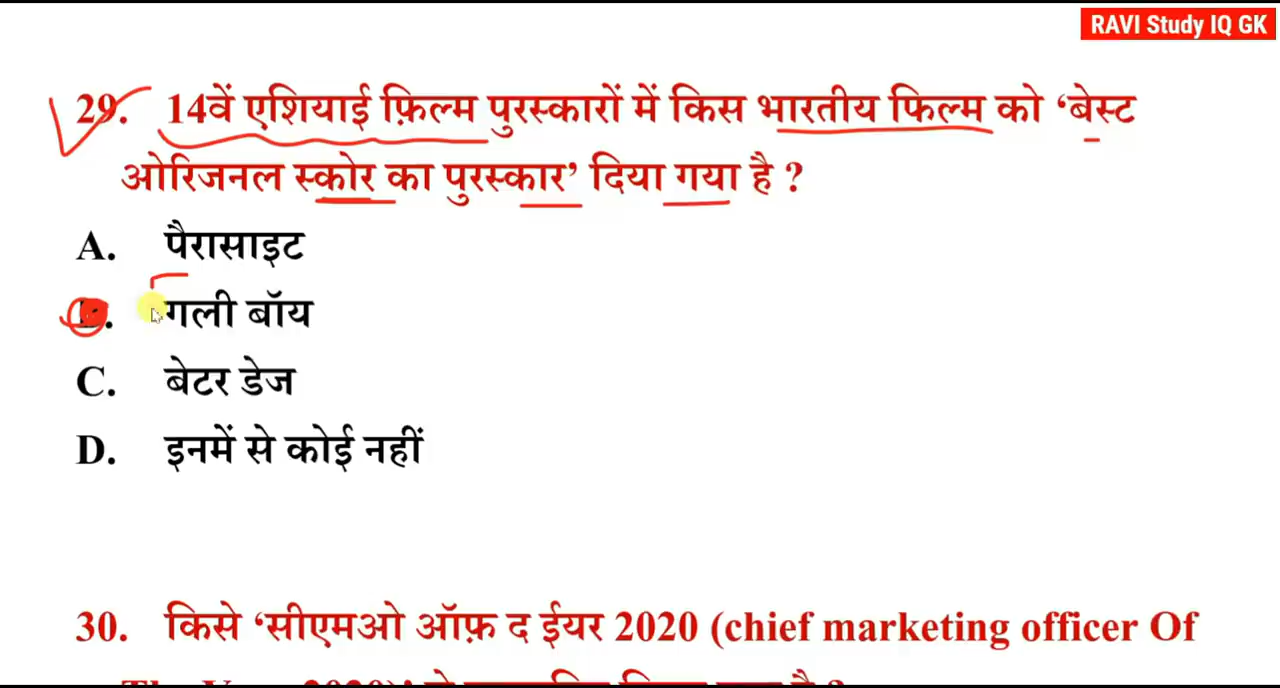 RAVI Study IQ GK
29. 14वें एशियाई फ़िल्म पुरस्कारों में किस भारतीय फिल्म को ‘बेस्ट
ओरिजनल स्कोर का पुरस्कार’ दिया गया है ?
A. पैरासाइट
B. गली बॉय
C. बेटर डेज
D. इनमें से कोई नहीं
30. किसे ‘सीएमओ ऑफ़ द ईयर 2020 (chief marketing officer Of